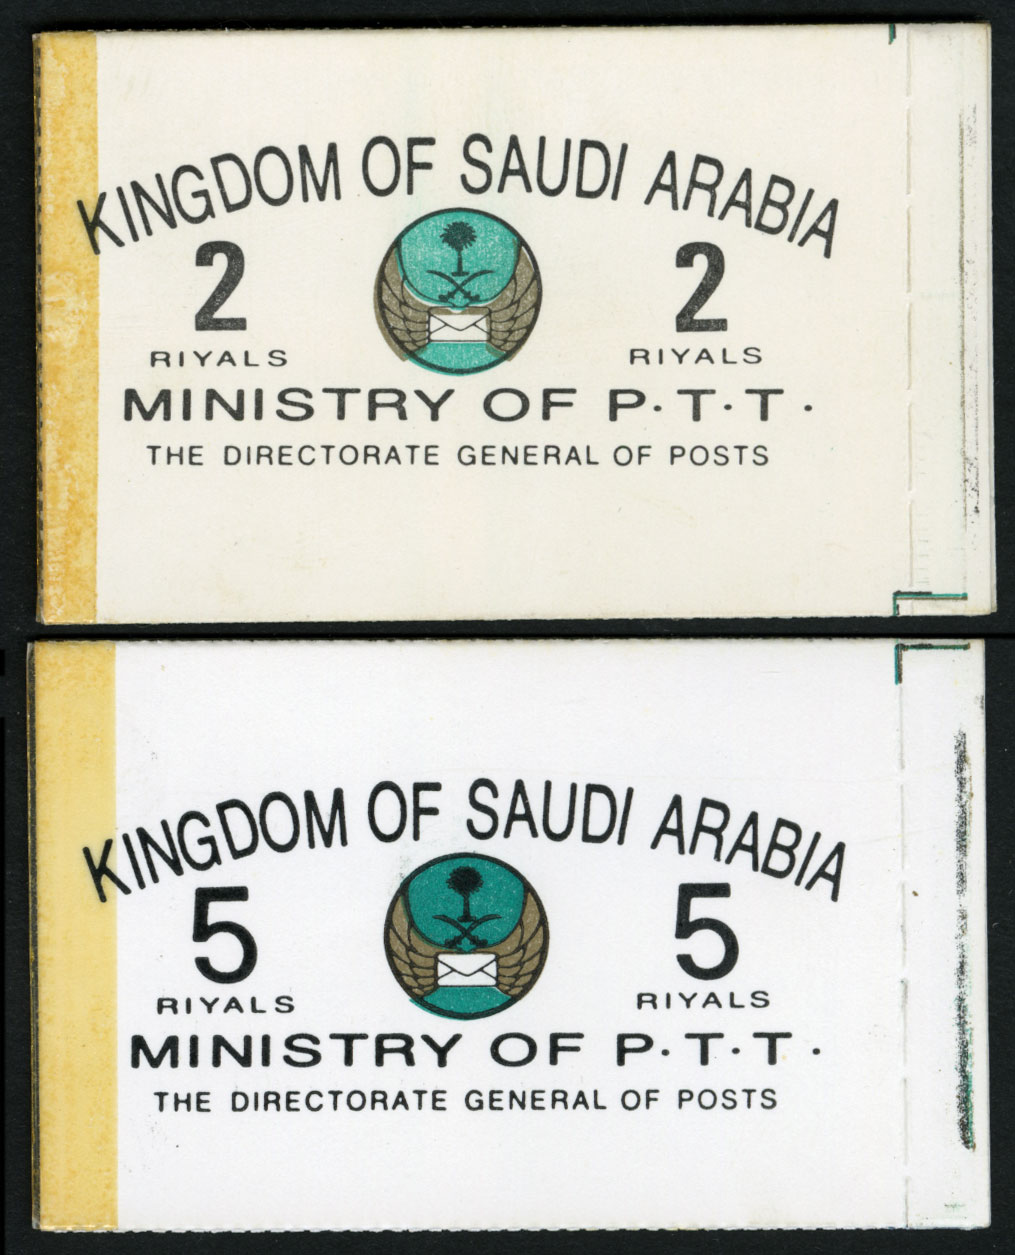 KINGDOM OF SAUDI ARABIA
2 2
RIYALS RIYALS
MINISTRY OF P·T·T·
THE DIRECTORATE GENERAL OF POSTS
KINGDOM OF SAUDI ARABIA
5 5
RIYALS RIYALS
MINISTRY OF P·T·T·
THE DIRECTORATE GENERAL OF POSTS